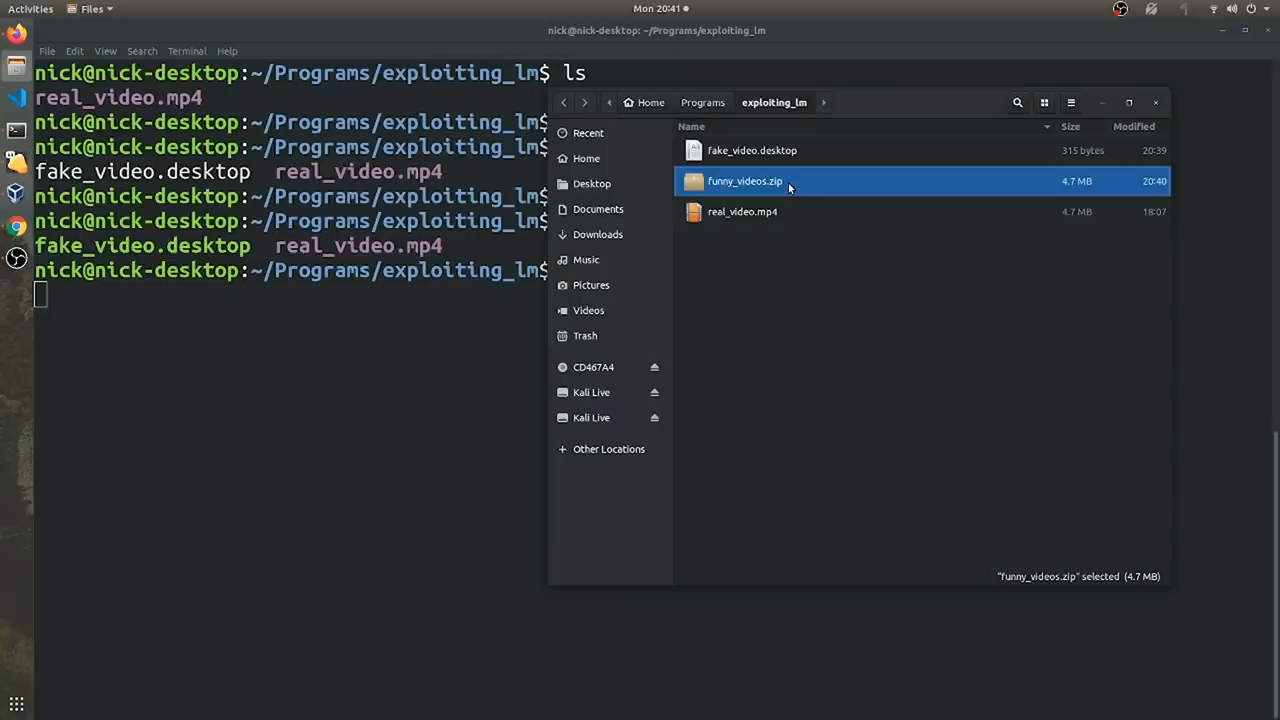 Activities
Files
Mon 20:41
nick@nick-desktop: ~/Programs/exploiting_lm
File Edit View Search Terminal Help
nick@nick-desktop:~/Programs/exploiting_lm$ ls
real_video.mp4
nick@nick-desktop:~/Programs/exploiting_lm$
nick@nick-desktop:~/Programs/exploiting_lm$
fake_video.desktop real_video.mp4
nick@nick-desktop:~/Programs/exploiting_lm$
nick@nick-desktop:~/Programs/exploiting_lm$
fake_video.desktop real_video.mp4
nick@nick-desktop:~/Programs/exploiting_lm$
Home Programs exploiting_lm
Recent
Home
Desktop
Documents
Downloads
Music
Pictures
Videos
Trash
CD467A4
Kali Live
Kali Live
+ Other Locations
Name Size Modified
fake_video.desktop 315 bytes 20:39
funny_videos.zip 4.7 MB 20:40
real_video.mp4 4.7 MB 18:07
"funny_videos.zip" selected (4.7 MB)